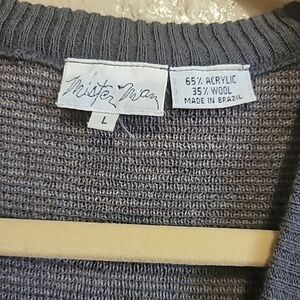 Mister Man
L
65% ACRYLIC
35% WOOL
MADE IN BRAZIL